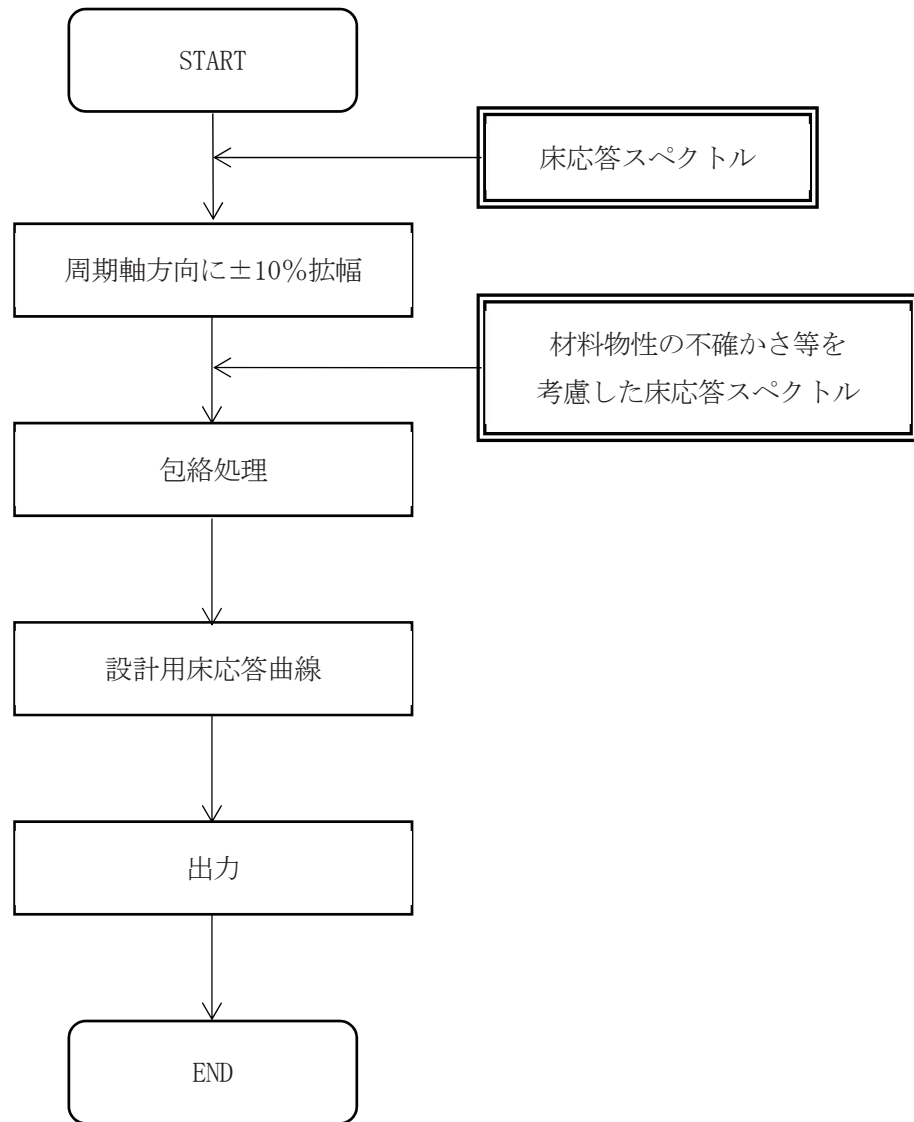 START
床応答スペクトル
周期軸方向に±10％拡幅
材料物性の不確かさ等を
考慮した床応答スペクトル
包絡処理
設計用床応答曲線
出力
END